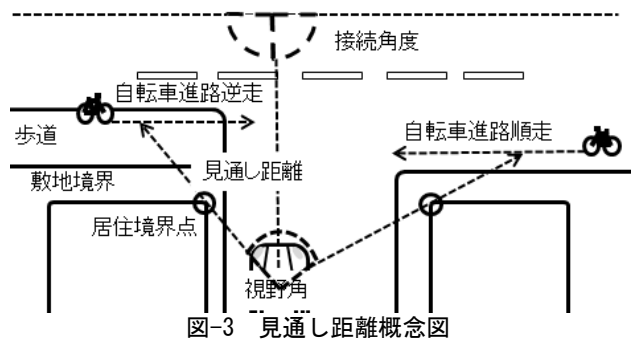 接続角度
自転車進路逆走
自転車進路順走
歩道
見通し距離
敷地境界
居住境界点
視野角
図-3 見通し距離概念図